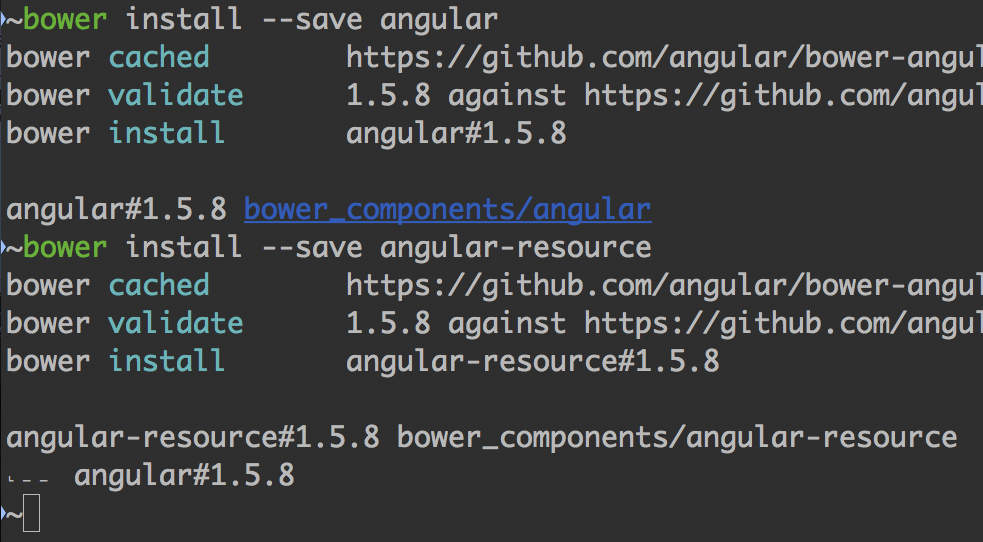 ~bower install --save angular
bower cached https://github.com/angular/bower-angul
bower validate 1.5.8 against https://github.com/angul
bower install angular#1.5.8
angular#1.5.8 bower_components/angular
~bower install --save angular-resource
bower cached https://github.com/angular/bower-angul
bower validate 1.5.8 against https://github.com/angul
bower install angular-resource#1.5.8
angular-resource#1.5.8 bower_components/angular-resource
└── angular#1.5.8
~